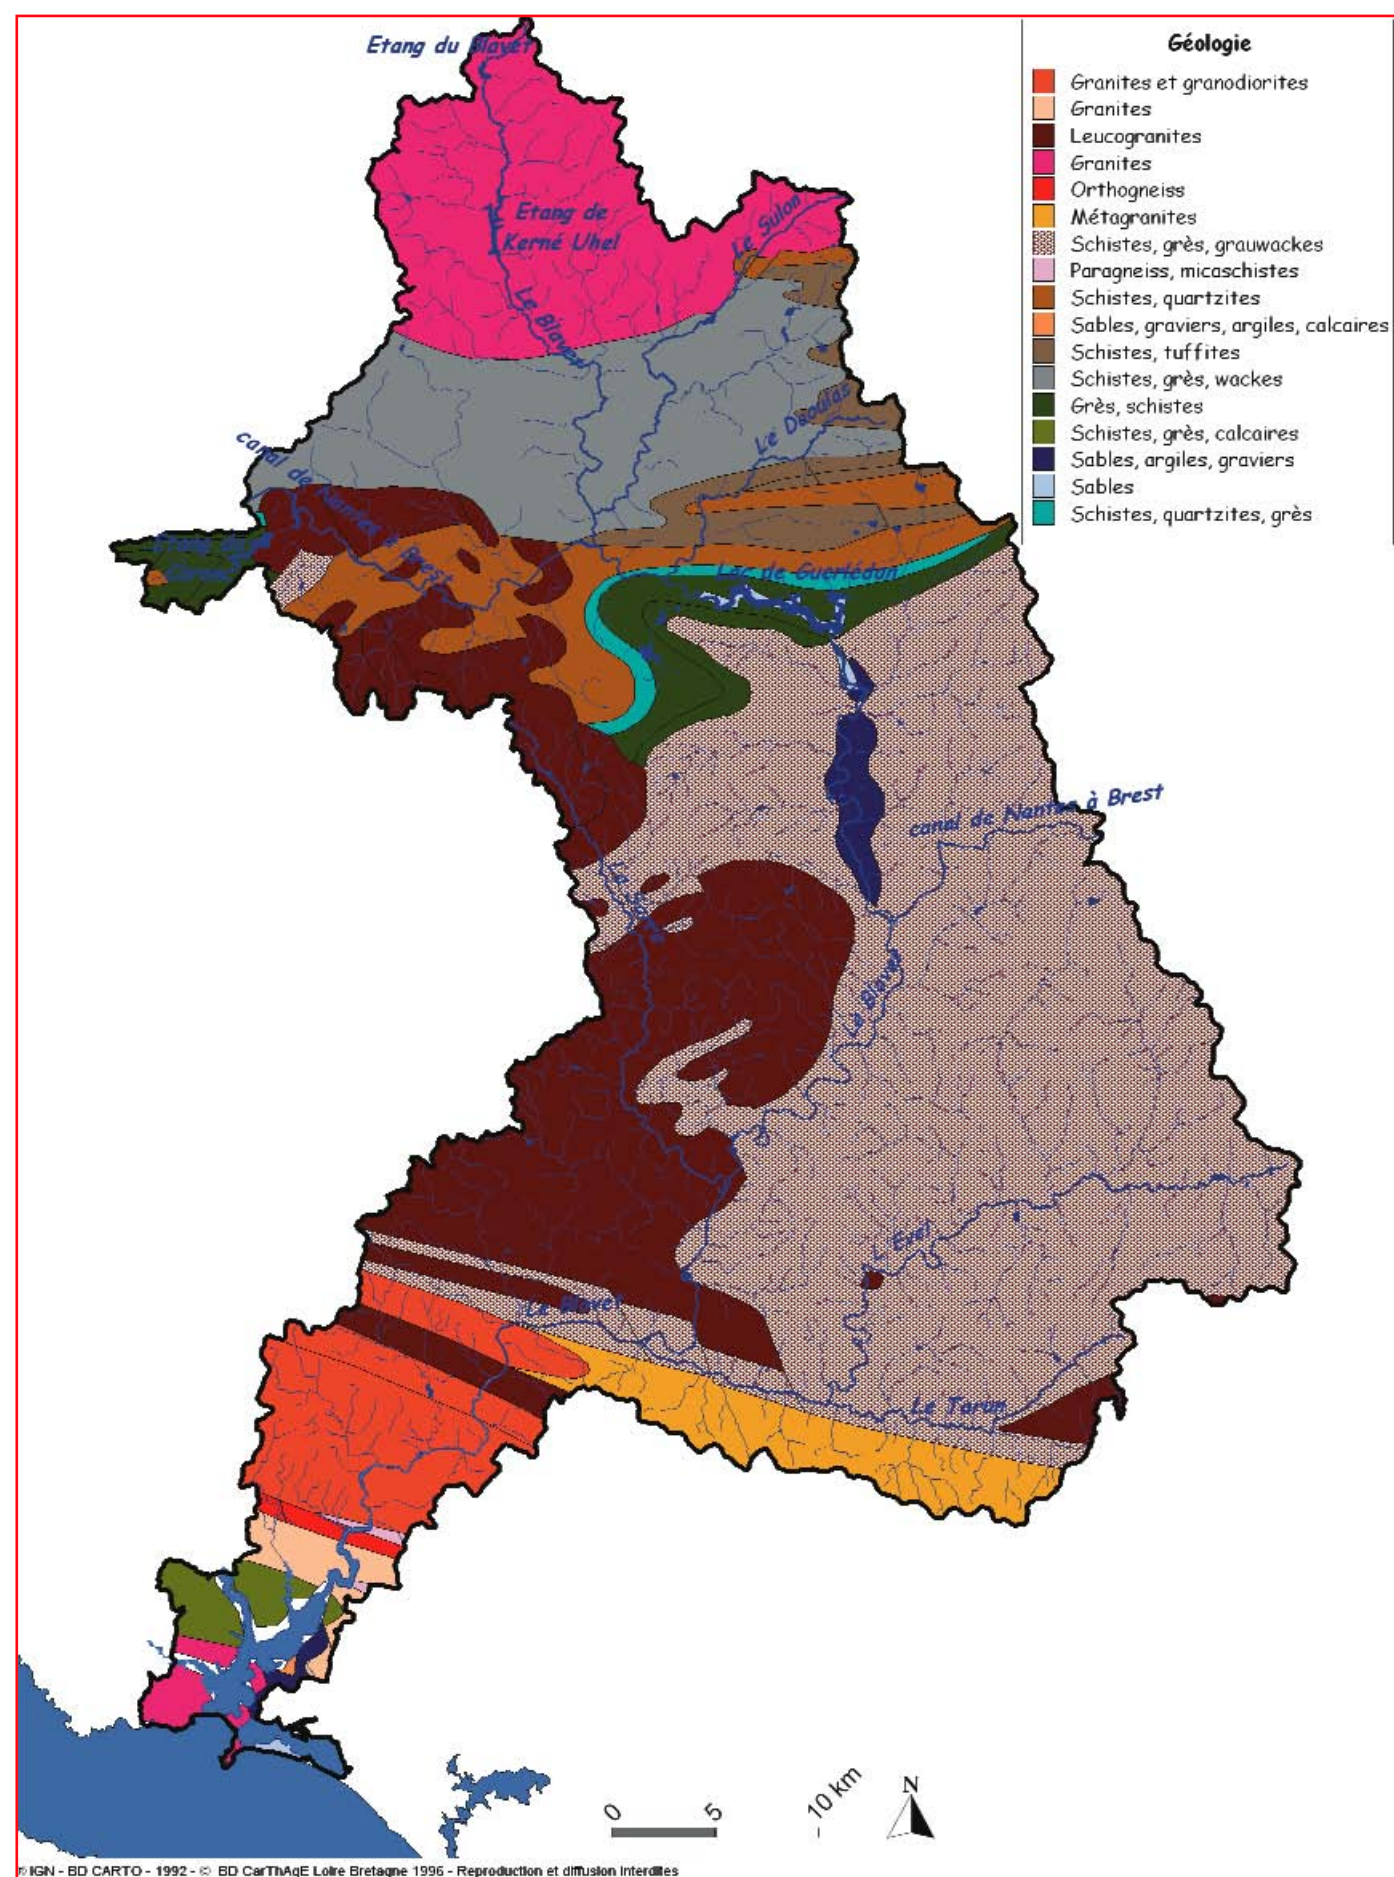 Géologie
Granites et granodiorites
Granites
Leucogranites
Granites
Orthogneiss
Métagranites
Schistes, grès, grauwackes
Paragneiss, micaschistes
Schistes, quartzites
Sables, graviers, argiles, calcaires
Schistes, tuffites
Schistes, grès, wackes
Grès, schistes
Schistes, grès, calcaires
Sables, argiles, graviers
Sables
Schistes, quartzites, grès
Etang du Blavet
Etang de
Kerné Uhel
Le Sulon
Le Blavet
Le Daoulas
canal de Nantes à Brest
Lac de Guerlédan
canal de Nantes à Brest
Le Blavet
L'Evel
Le Blavet
Le Tarun
0
5
10 km
N
© IGN - BD CARTO - 1992 - © BD CarThAgE Loire Bretagne 1996 - Reproduction et diffusion interdites